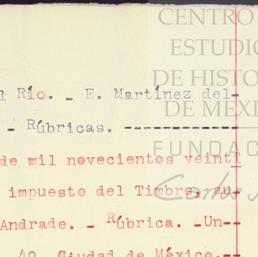 CENTRO
ESTUDIO
DE HISTO
DE MÉXI
FUNDAC
l Río. _ E. Martínez del-
- Rúbricas. -------------
de mil novecientos veinti
impuesto del Timbre, su-
Andrade. - Rúbrica. -Un--
Ciudad de México.--